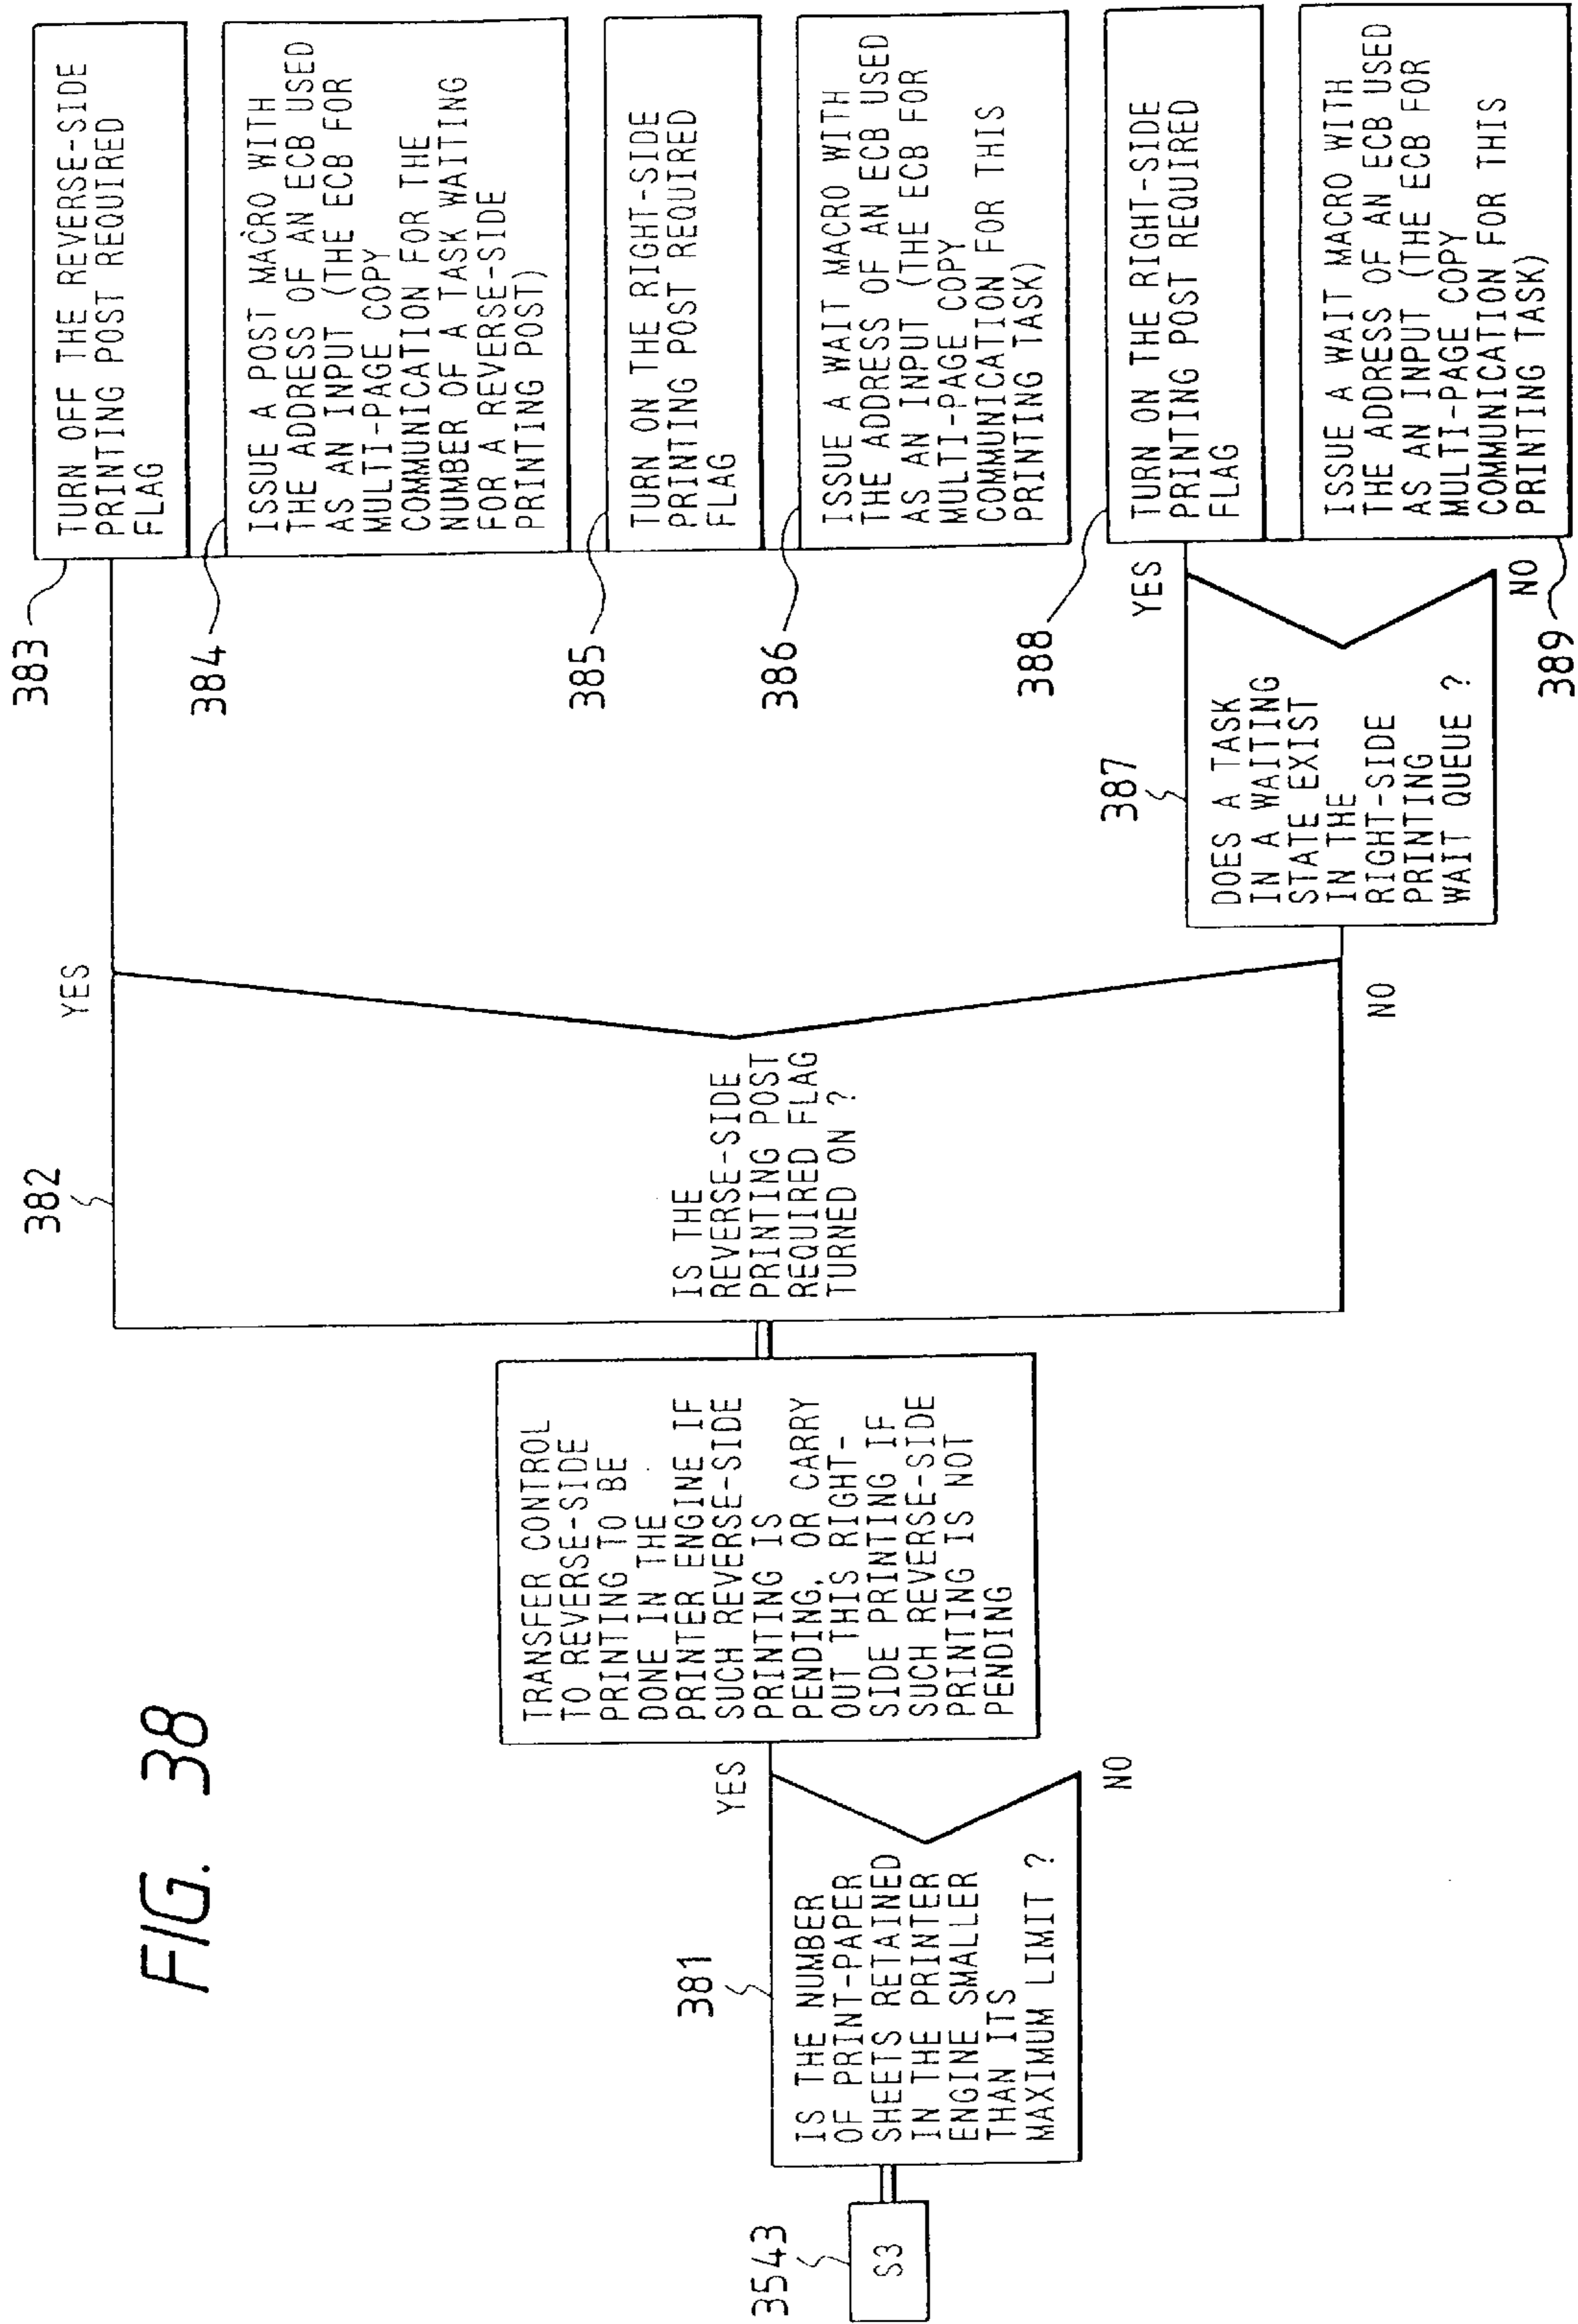 FIG. 38
3543
S3
381
IS THE NUMBER
OF PRINT-PAPER
SHEETS RETAINED
IN THE PRINTER
ENGINE SMALLER
THAN ITS
MAXIMUM LIMIT ?
YES
NO
TRANSFER CONTROL
TO REVERSE-SIDE
PRINTING TO BE
DONE IN THE
PRINTER ENGINE IF
SUCH REVERSE-SIDE
PRINTING IS
PENDING, OR CARRY
OUT THIS RIGHT-
SIDE PRINTING IF
SUCH REVERSE-SIDE
PRINTING IS NOT
PENDING
382
IS THE
REVERSE-SIDE
PRINTING POST
REQUIRED FLAG
TURNED ON ?
YES
NO
383
TURN OFF THE REVERSE-SIDE
PRINTING POST REQUIRED
FLAG
384
ISSUE A POST MACRO WITH
THE ADDRESS OF AN ECB USED
AS AN INPUT (THE ECB FOR
MULTI-PAGE COPY
COMMUNICATION FOR THE
NUMBER OF A TASK WAITING
FOR A REVERSE-SIDE
PRINTING POST)
385
TURN ON THE RIGHT-SIDE
PRINTING POST REQUIRED
FLAG
386
ISSUE A WAIT MACRO WITH
THE ADDRESS OF AN ECB USED
AS AN INPUT (THE ECB FOR
MULTI-PAGE COPY
COMMUNICATION FOR THIS
PRINTING TASK)
387
DOES A TASK
IN A WAITING
STATE EXIST
IN THE
RIGHT-SIDE
PRINTING
WAIT QUEUE ?
YES
NO
388
TURN ON THE RIGHT-SIDE
PRINTING POST REQUIRED
FLAG
389
ISSUE A WAIT MACRO WITH
THE ADDRESS OF AN ECB USED
AS AN INPUT (THE ECB FOR
MULTI-PAGE COPY
COMMUNICATION FOR THIS
PRINTING TASK)